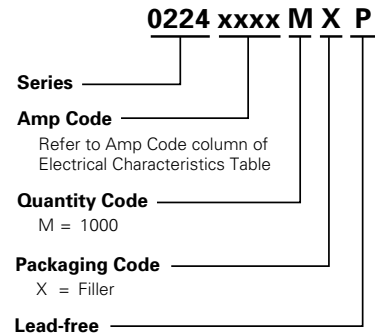 0224 xxxx M X P
Series
Amp Code
Refer to Amp Code column of
Electrical Characteristics Table
Quantity Code
M = 1000
Packaging Code
X = Filler
Lead-free